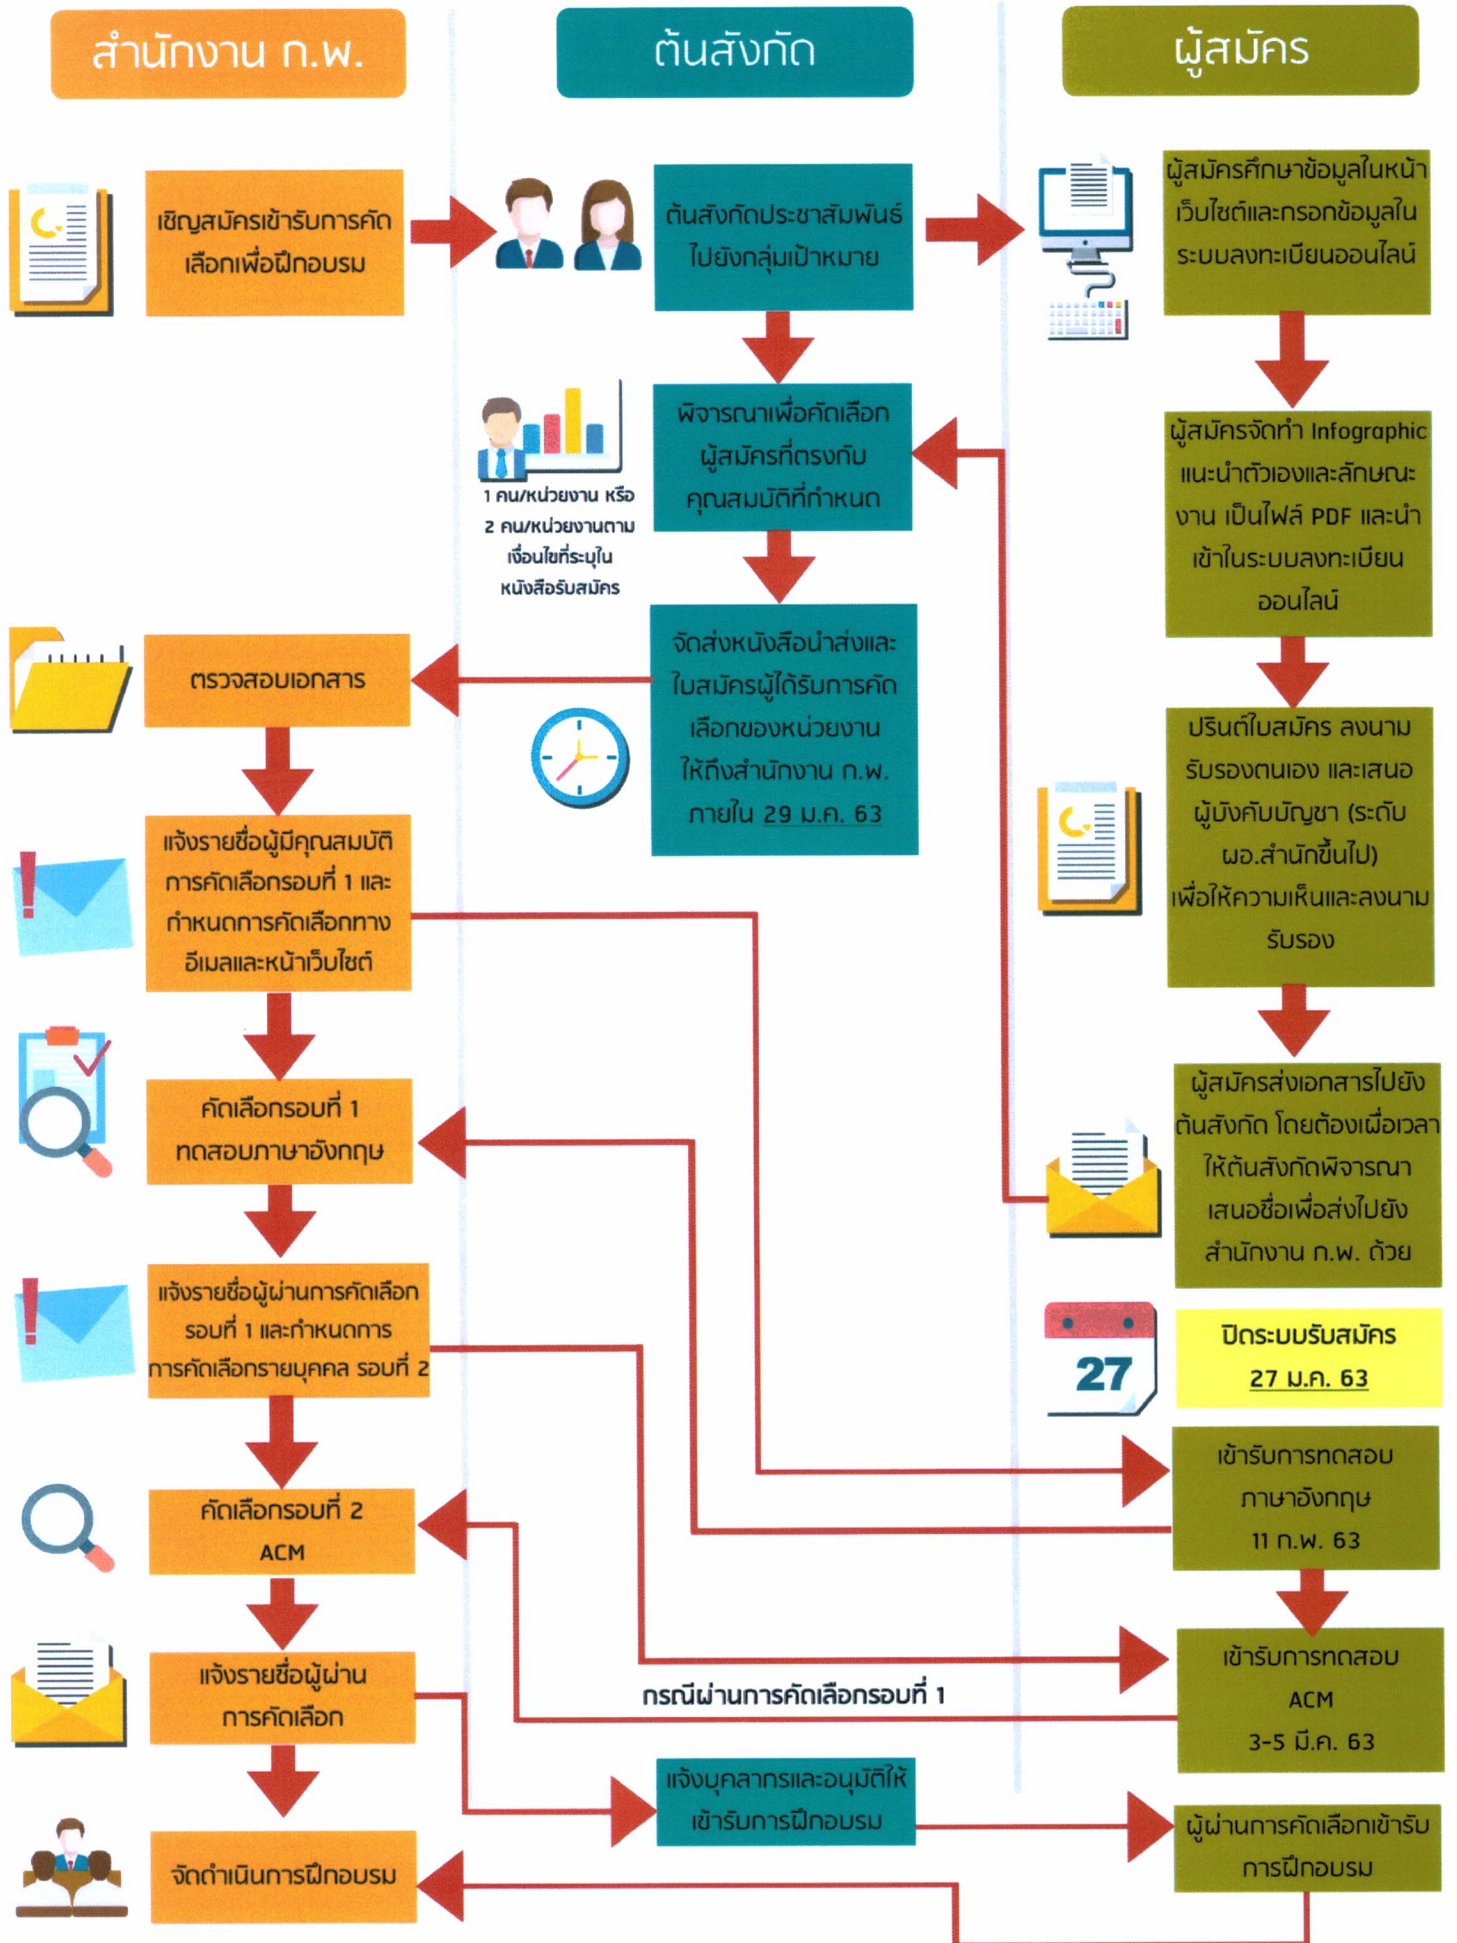 สำนักงาน ก.พ.
ต้นสังกัด
ผู้สมัคร
เชิญสมัครเข้ารับการคัด
เลือกเพื่อฝึกอบรม
ต้นสังกัดประชาสัมพันธ์
ไปยังกลุ่มเป้าหมาย
ผู้สมัครศึกษาข้อมูลในหน้า
เว็บไซต์และกรอกข้อมูลใน
ระบบลงทะเบียนออนไลน์
พิจารณาเพื่อคัดเลือก
ผู้สมัครที่ตรงกับ
คุณสมบัติที่กำหนด
1 คน/หน่วยงาน หรือ
2 คน/หน่วยงานตาม
เงื่อนไขที่ระบุใน
หนังสือรับสมัคร
ผู้สมัครจัดทำ Infographic
แนะนำตัวเองและลักษณะ
งาน เป็นไฟล์ PDF และนำ
เข้าในระบบลงทะเบียน
ออนไลน์
จัดส่งหนังสือนำส่งและ
ใบสมัครผู้ได้รับการคัด
เลือกของหน่วยงาน
ให้ถึงสำนักงาน ก.พ.
ภายใน 29 ม.ค. 63
ตรวจสอบเอกสาร
ปรินต์ใบสมัคร ลงนาม
รับรองตนเอง และเสนอ
ผู้บังคับบัญชา (ระดับ
ผอ.สำนักขึ้นไป)
เพื่อให้ความเห็นและลงนาม
รับรอง
แจ้งรายชื่อผู้มีคุณสมบัติ
การคัดเลือกรอบที่ 1 และ
กำหนดการคัดเลือกทาง
อีเมลและหน้าเว็บไซต์
คัดเลือกรอบที่ 1
ทดสอบภาษาอังกฤษ
ผู้สมัครส่งเอกสารไปยัง
ต้นสังกัด โดยต้องเผื่อเวลา
ให้ต้นสังกัดพิจารณา
เสนอชื่อเพื่อส่งไปยัง
สำนักงาน ก.พ. ด้วย
แจ้งรายชื่อผู้ผ่านการคัดเลือก
รอบที่ 1 และกำหนดการ
การคัดเลือกรายบุคคล รอบที่ 2
27
ปิดระบบรับสมัคร
27 ม.ค. 63
เข้ารับการทดสอบ
ภาษาอังกฤษ
11 ก.พ. 63
คัดเลือกรอบที่ 2
ACM
เข้ารับการทดสอบ
ACM
3-5 มี.ค. 63
แจ้งรายชื่อผู้ผ่าน
การคัดเลือก
กรณีผ่านการคัดเลือกรอบที่ 1
แจ้งบุคลากรและอนุมัติให้
เข้ารับการฝึกอบรม
ผู้ผ่านการคัดเลือกเข้ารับ
การฝึกอบรม
จัดดำเนินการฝึกอบรม